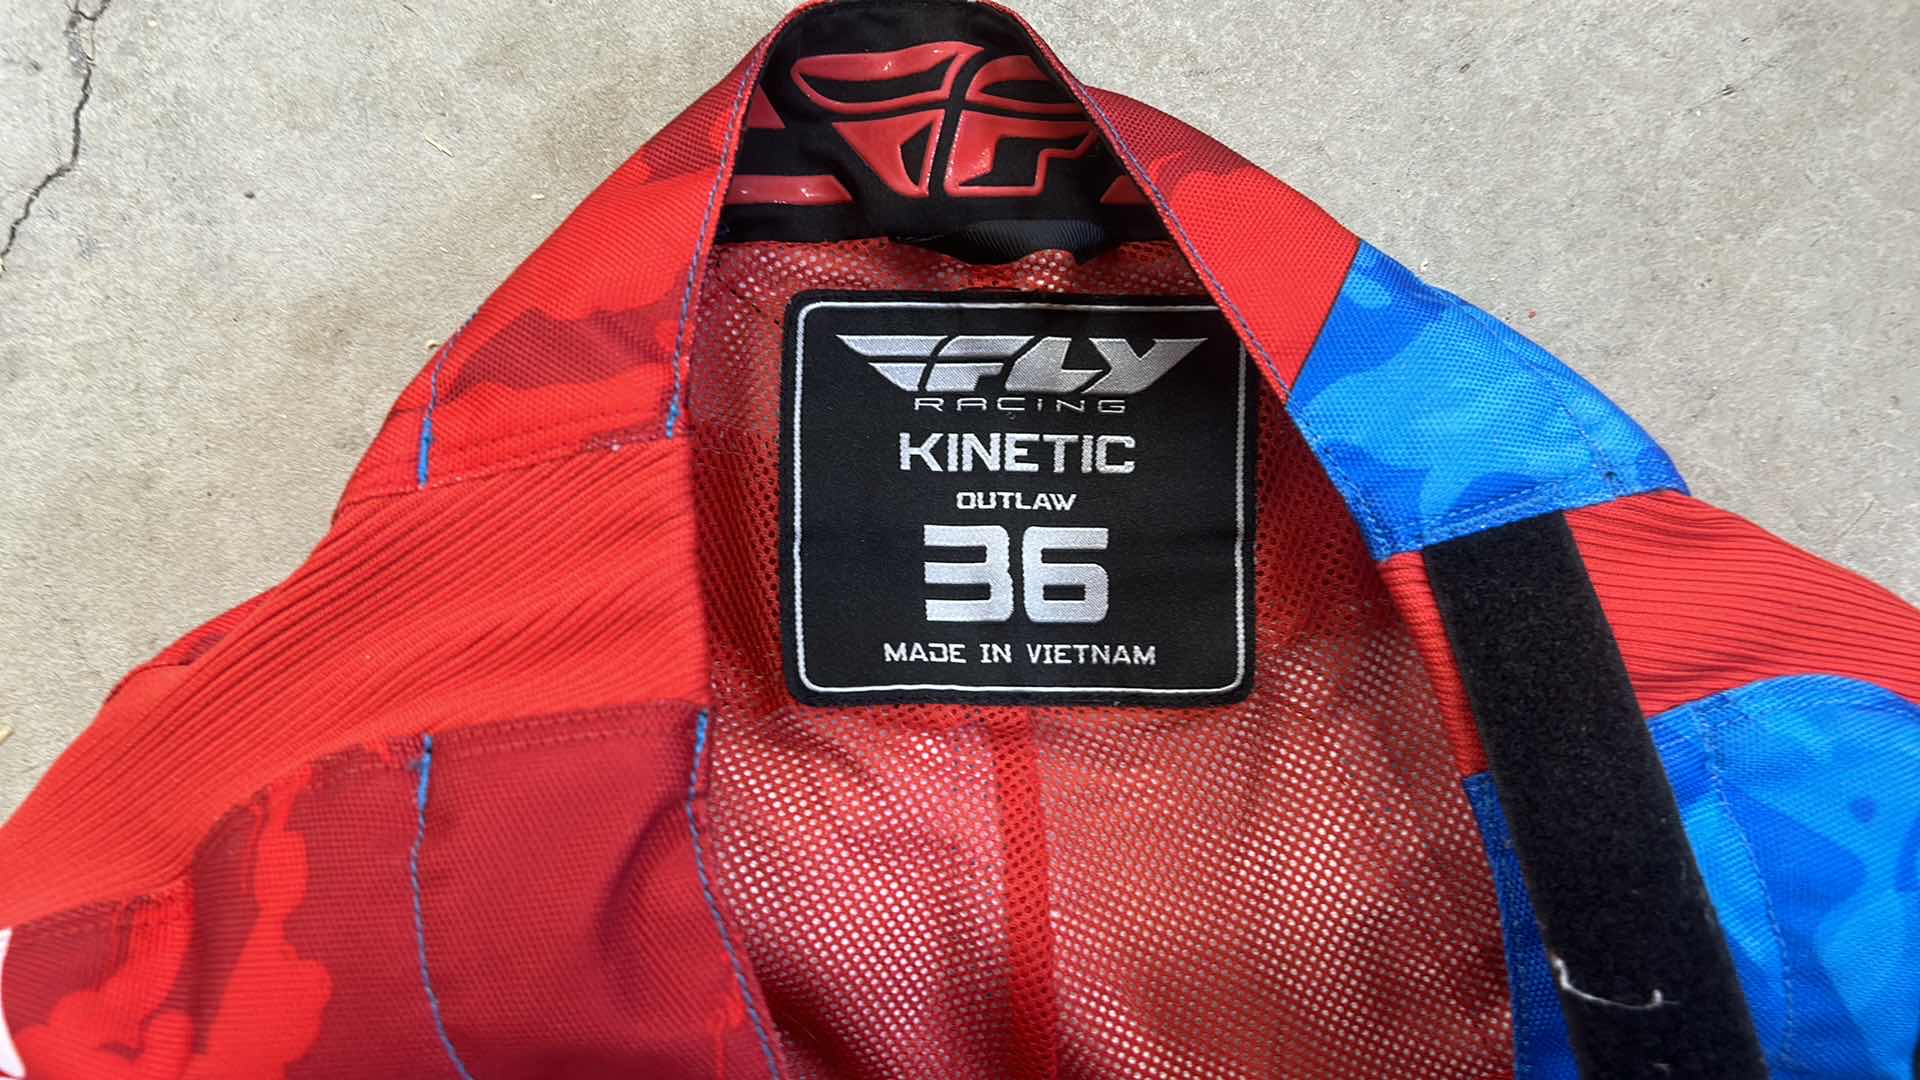 FLY
RACING
KINETIC
OUTLAW
36
MADE IN VIETNAM